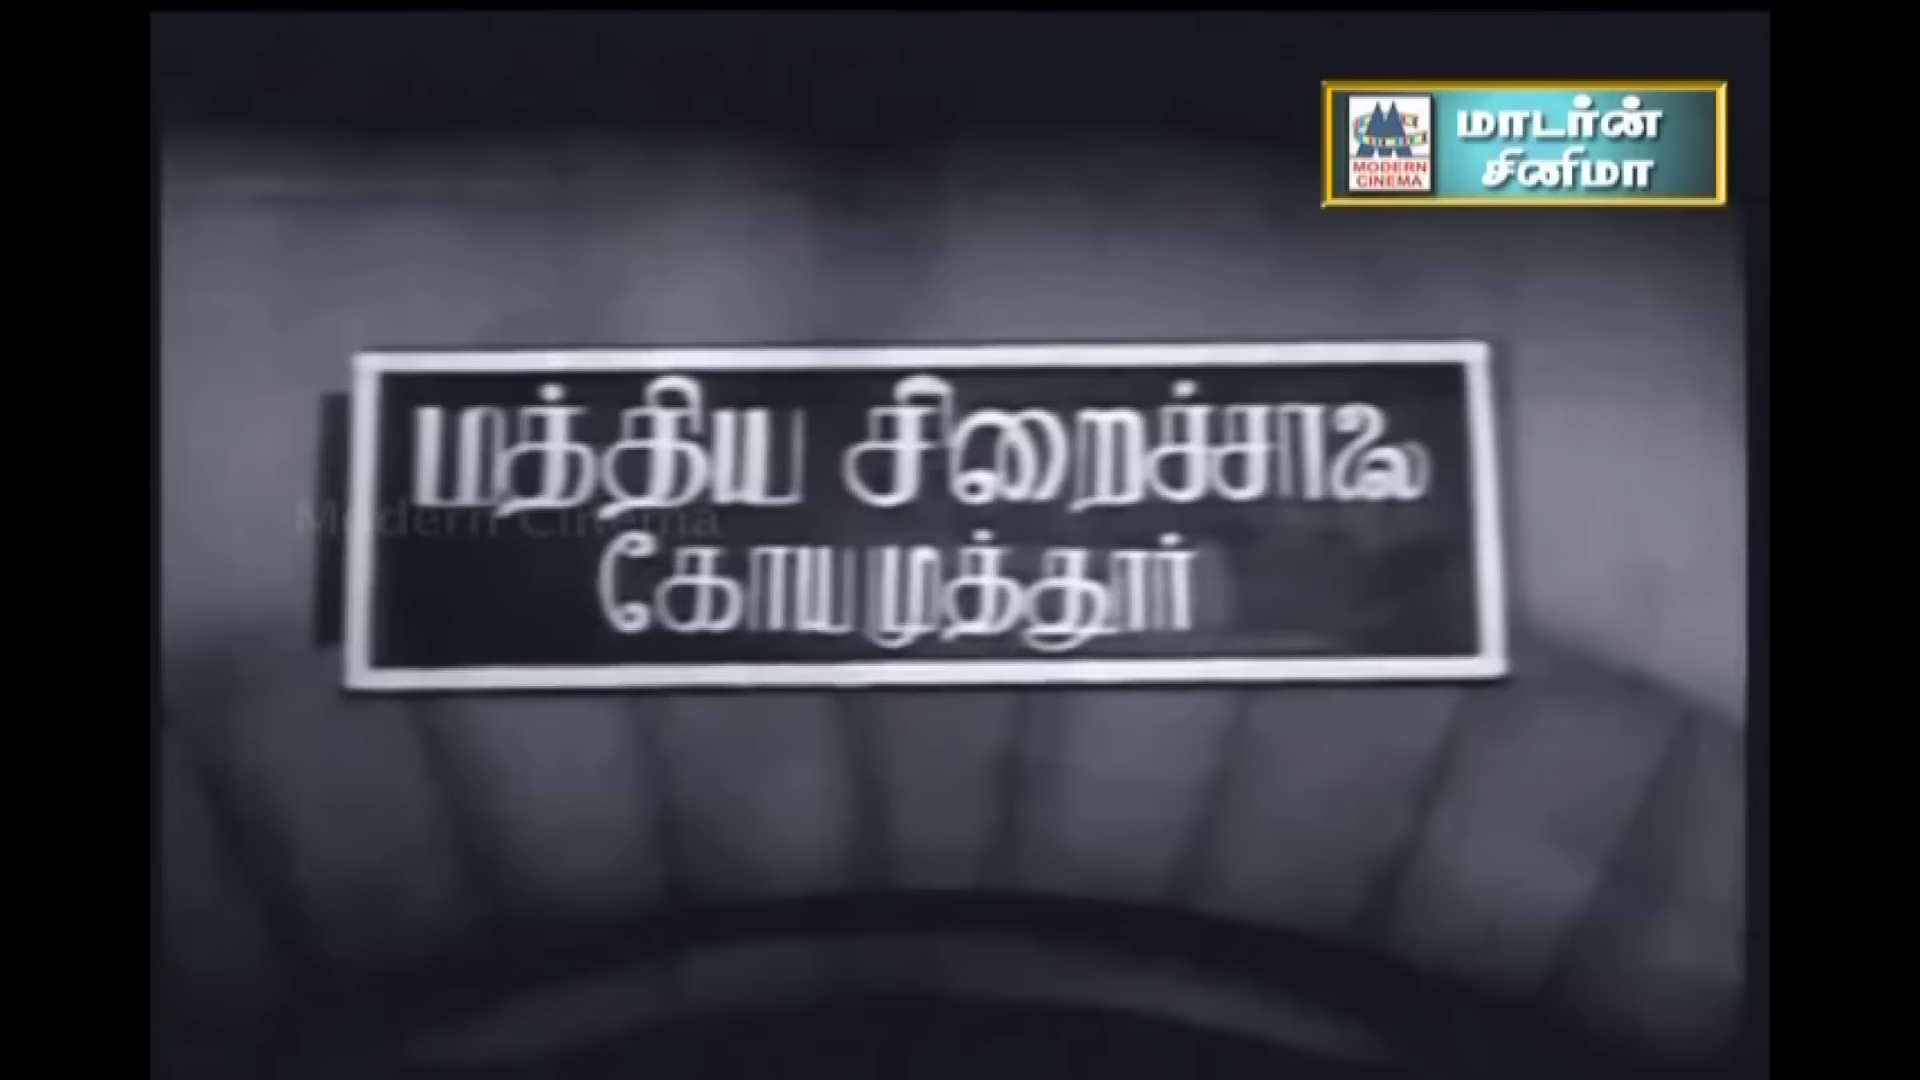 மாடர்ன்
சினிமா
MODERN
CINEMA
மத்திய சிறைச்சாலை
கோயமுத்தூர்
Modern Cinema